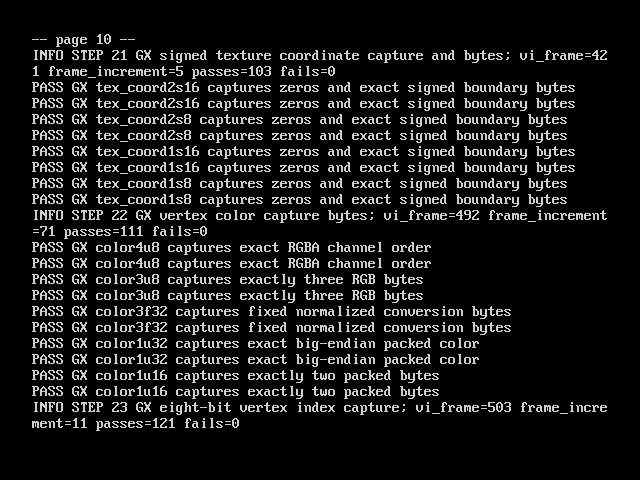 -- page 10 --
INFO STEP 21 GX signed texture coordinate capture and bytes; vi_frame=42
1 frame_increment=5 passes=103 fails=0
PASS GX tex_coord2s16 captures zeros and exact signed boundary bytes
PASS GX tex_coord2s16 captures zeros and exact signed boundary bytes
PASS GX tex_coord2s8 captures zeros and exact signed boundary bytes
PASS GX tex_coord2s8 captures zeros and exact signed boundary bytes
PASS GX tex_coord1s16 captures zeros and exact signed boundary bytes
PASS GX tex_coord1s16 captures zeros and exact signed boundary bytes
PASS GX tex_coord1s8 captures zeros and exact signed boundary bytes
PASS GX tex_coord1s8 captures zeros and exact signed boundary bytes
INFO STEP 22 GX vertex color capture bytes; vi_frame=492 frame_increment
=71 passes=111 fails=0
PASS GX color4u8 captures exact RGBA channel order
PASS GX color4u8 captures exact RGBA channel order
PASS GX color3u8 captures exactly three RGB bytes
PASS GX color3u8 captures exactly three RGB bytes
PASS GX color3f32 captures fixed normalized conversion bytes
PASS GX color3f32 captures fixed normalized conversion bytes
PASS GX color1u32 captures exact big-endian packed color
PASS GX color1u32 captures exact big-endian packed color
PASS GX color1u16 captures exactly two packed bytes
PASS GX color1u16 captures exactly two packed bytes
INFO STEP 23 GX eight-bit vertex index capture; vi_frame=503 frame_incre
ment=11 passes=121 fails=0